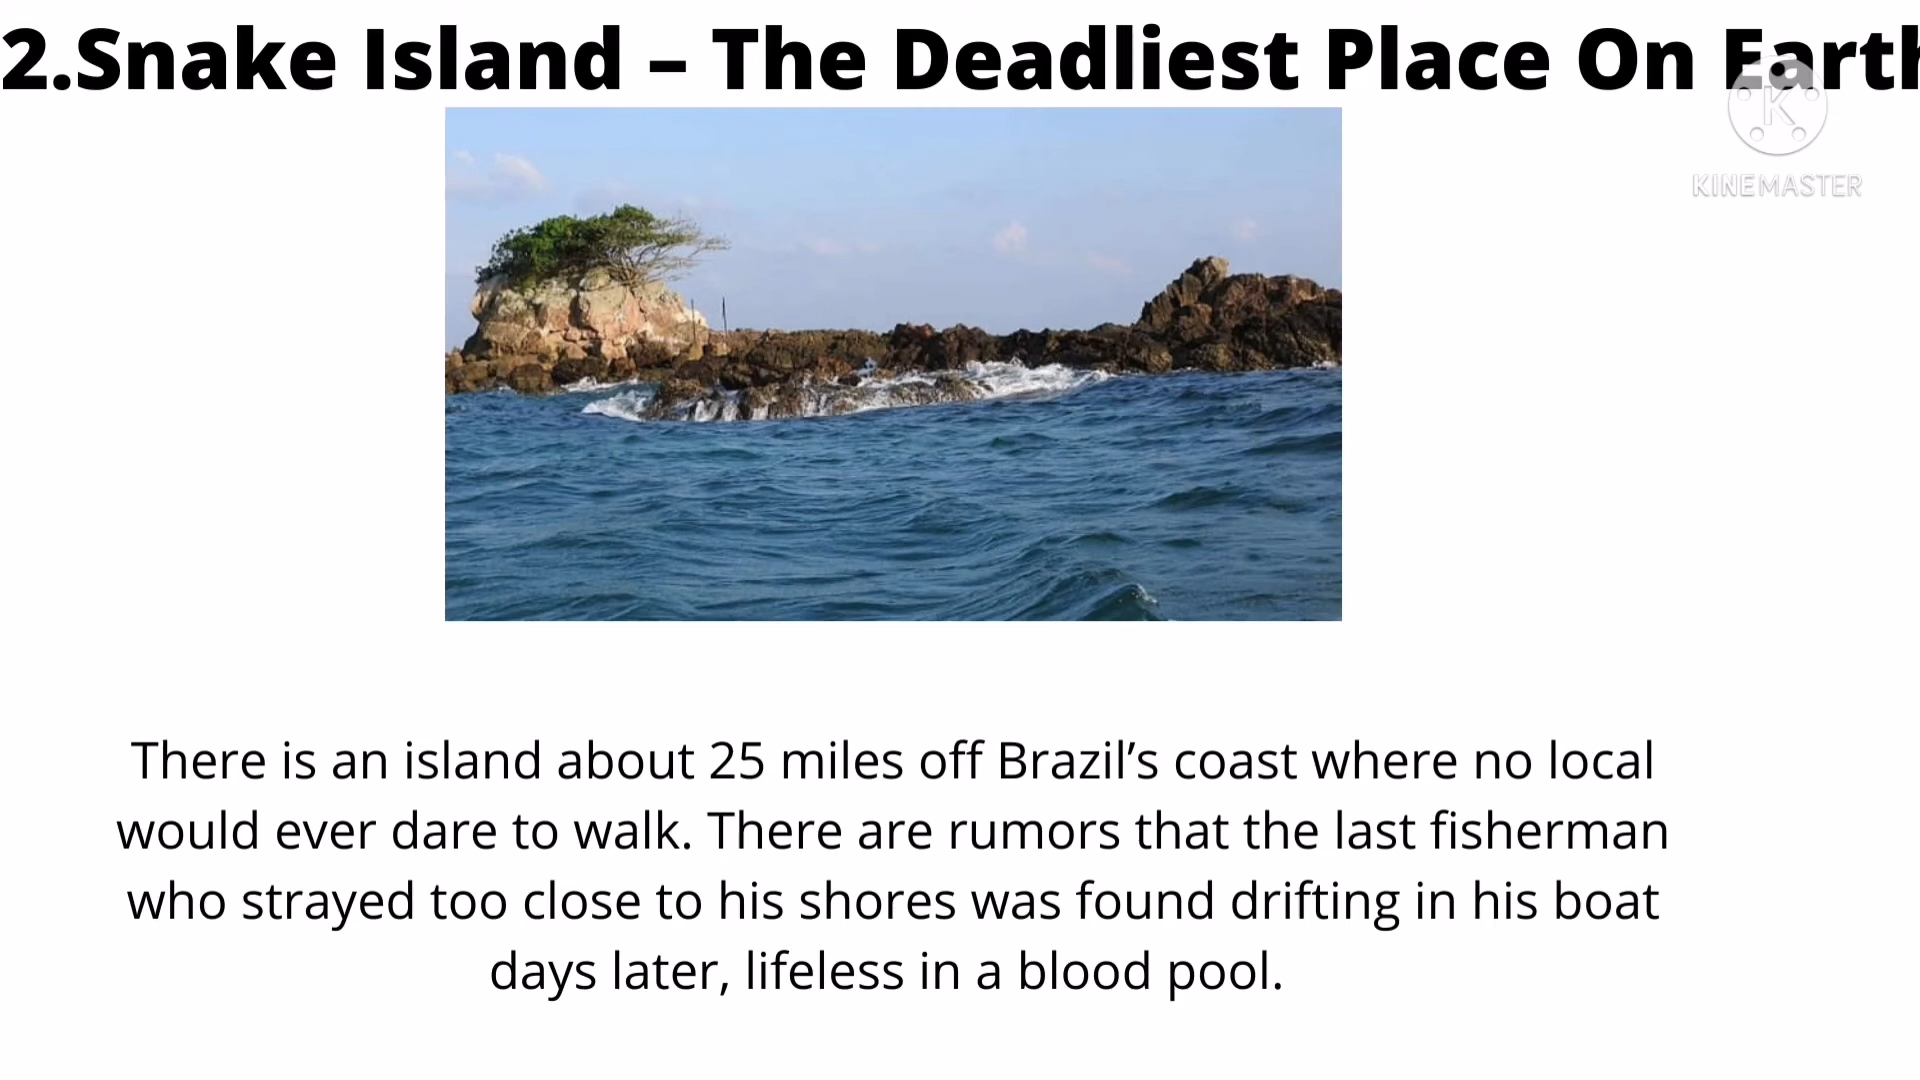 2.Snake Island – The Deadliest Place On Earth
K
KINEMASTER
There is an island about 25 miles off Brazil’s coast where no local
would ever dare to walk. There are rumors that the last fisherman
who strayed too close to his shores was found drifting in his boat
days later, lifeless in a blood pool.